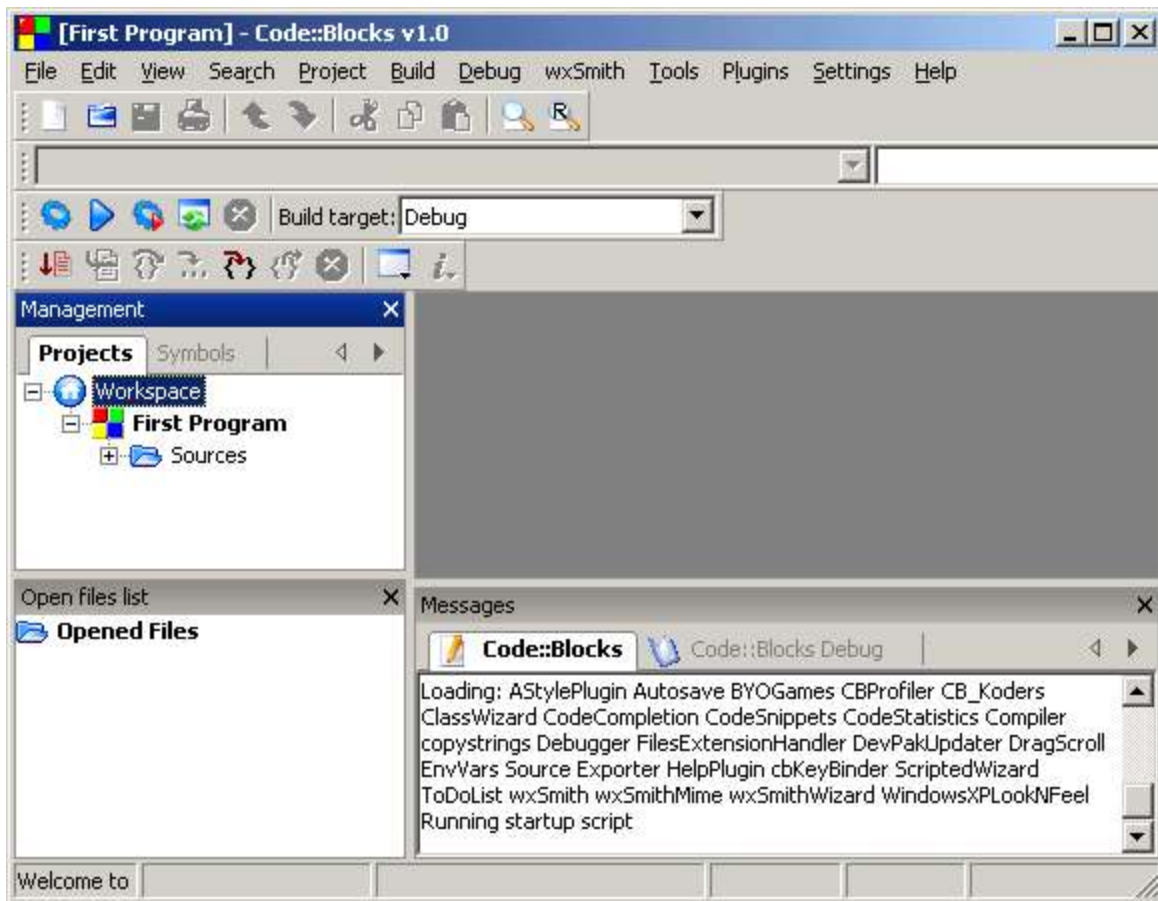 [First Program] - Code::Blocks v1.0
File Edit View Search Project Build Debug wxSmith Tools Plugins Settings Help
R
Build target: Debug
i
Management
Projects Symbols
Workspace
First Program
Sources
Open files list
Opened Files
Messages
Code::Blocks Code::Blocks Debug
Loading: AStylePlugin Autosave BYOGames CBProfiler CB_Koders
ClassWizard CodeCompletion CodeSnippets CodeStatistics Compiler
copystrings Debugger FilesExtensionHandler DevPakUpdater DragScroll
EnvVars Source Exporter HelpPlugin cbKeyBinder ScriptedWizard
ToDoList wxSmith wxSmithMime wxSmithWizard WindowsXPLookNFeel
Running startup script
Welcome to